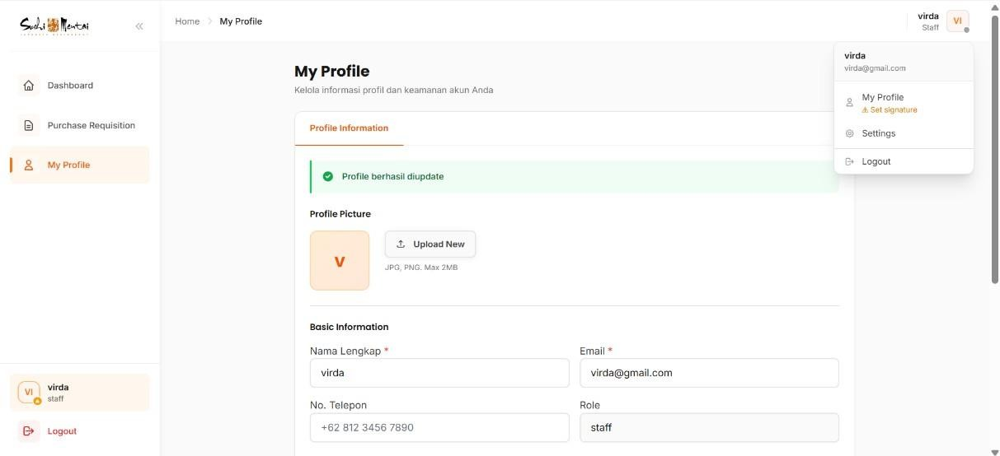 Sushi Mentai
Home
My Profile
virda
Staff
VI
virda
virda@gmail.com
My Profile
Set signature
Settings
Logout
Dashboard
Purchase Requisition
My Profile
My Profile
Kelola informasi profil dan keamanan akun Anda
Profile Information
Profile berhasil diupdate
Profile Picture
V
Upload New
JPG, PNG. Max 2MB
Basic Information
Nama Lengkap *
virda
Email *
virda@gmail.com
No. Telepon
+62 812 3456 7890
Role
staff
VI
virda
staff
Logout